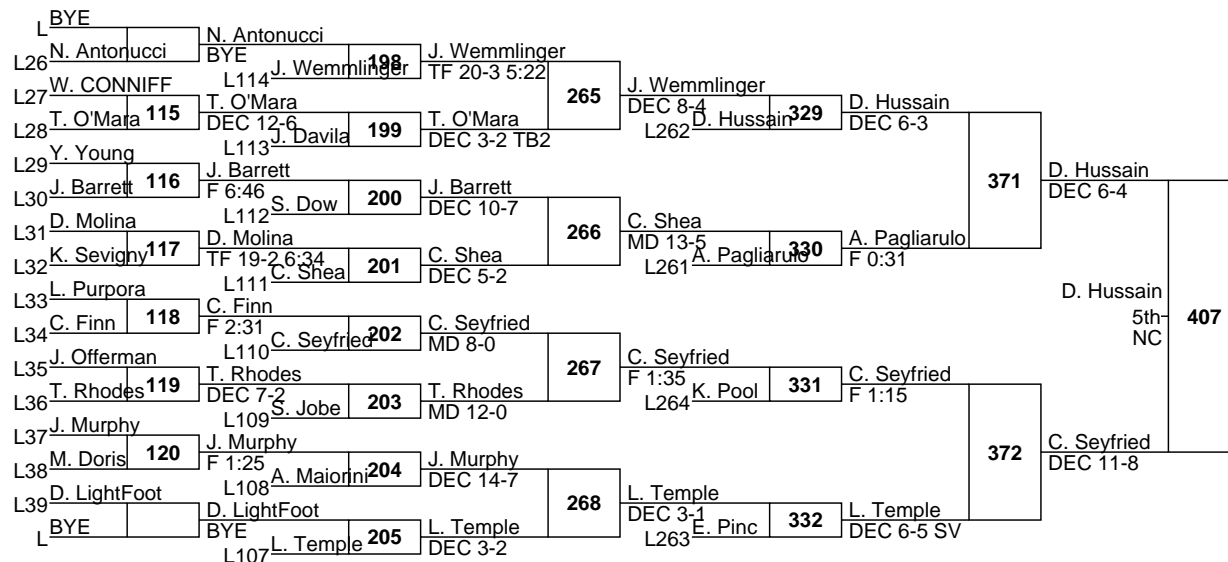 L BYE
L26 N. Antonucci
L27 W. CONNIFF
115
L28 T. O'Mara
L29 Y. Young
116
L30 J. Barrett
L31 D. Molina
117
L32 K. Sevigny
L33 L. Purpora
118
L34 C. Finn
L35 J. Offerman
119
L36 T. Rhodes
L37 J. Murphy
120
L38 M. Doris
L39 D. LightFoot
L BYE
N. Antonucci
BYE
198
L114 J. Wemmlinger
T. O'Mara
DEC 12-6
199
L113 J. Davila
J. Barrett
F 6:46
200
L112 S. Dow
D. Molina
TF 19-2 6:34
201
L111 C. Shea
C. Finn
F 2:31
202
L110 C. Seyfried
T. Rhodes
DEC 7-2
203
L109 S. Jobe
J. Murphy
F 1:25
204
L108 A. Maiorini
D. LightFoot
BYE
205
L107 L. Temple
J. Wemmlinger
TF 20-3 5:22
265
T. O'Mara
DEC 3-2 TB2
J. Barrett
DEC 10-7
266
C. Shea
DEC 5-2
C. Seyfried
MD 8-0
267
T. Rhodes
MD 12-0
J. Murphy
DEC 14-7
268
L. Temple
DEC 3-2
J. Wemmlinger
DEC 8-4
329
L262 D. Hussain
C. Shea
MD 13-5
330
L261 A. Pagliarulo
C. Seyfried
F 1:35
331
L264 K. Pool
L. Temple
DEC 3-1
332
L263 E. Pinc
D. Hussain
DEC 6-3
371
A. Pagliarulo
F 0:31
C. Seyfried
F 1:15
372
L. Temple
DEC 6-5 SV
D. Hussain
DEC 6-4
D. Hussain
5th
NC
407
C. Seyfried
DEC 11-8